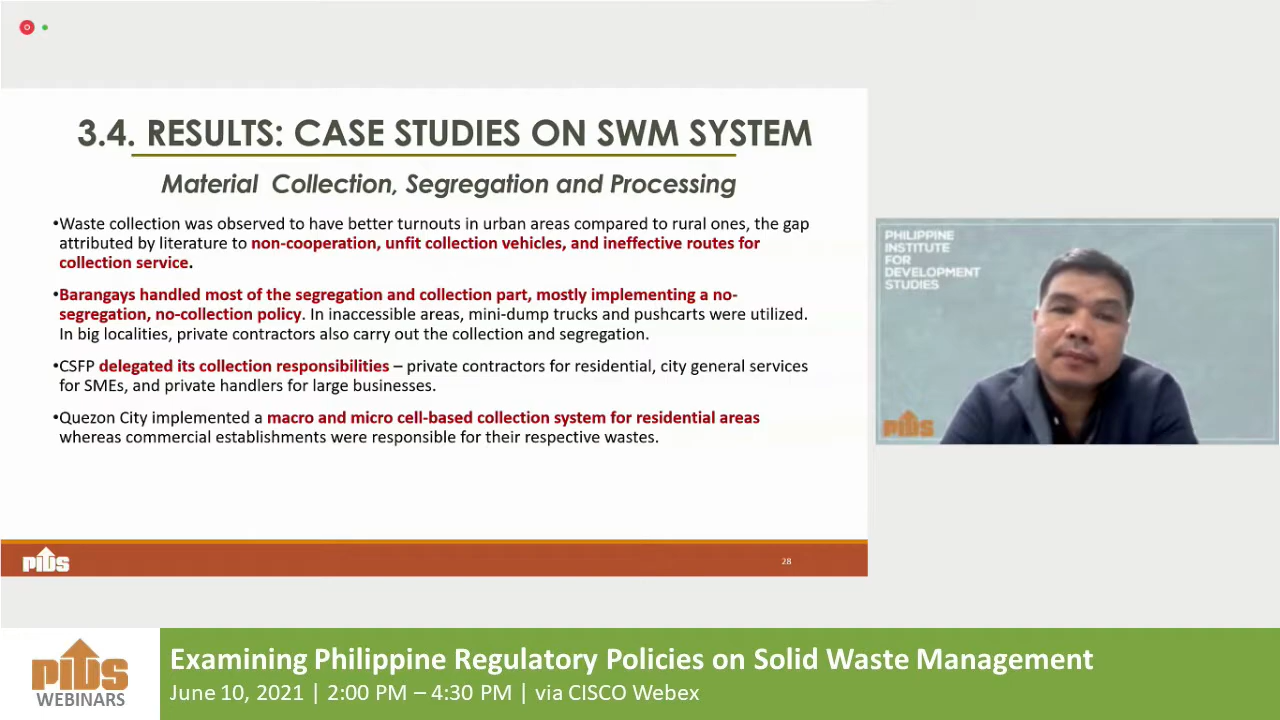 3.4. RESULTS: CASE STUDIES ON SWM SYSTEM
Material Collection, Segregation and Processing
•Waste collection was observed to have better turnouts in urban areas compared to rural ones, the gap
attributed by literature to non-cooperation, unfit collection vehicles, and ineffective routes for
collection service.
•Barangays handled most of the segregation and collection part, mostly implementing a no-
segregation, no-collection policy. In inaccessible areas, mini-dump trucks and pushcarts were utilized.
In big localities, private contractors also carry out the collection and segregation.
•CSFP delegated its collection responsibilities – private contractors for residential, city general services
for SMEs, and private handlers for large businesses.
•Quezon City implemented a macro and micro cell-based collection system for residential areas
whereas commercial establishments were responsible for their respective wastes.
PIDS
28
PHILIPPINE
INSTITUTE
FOR
DEVELOPMENT
STUDIES
PIDS
PIDS
WEBINARS
Examining Philippine Regulatory Policies on Solid Waste Management
June 10, 2021 | 2:00 PM – 4:30 PM | via CISCO Webex